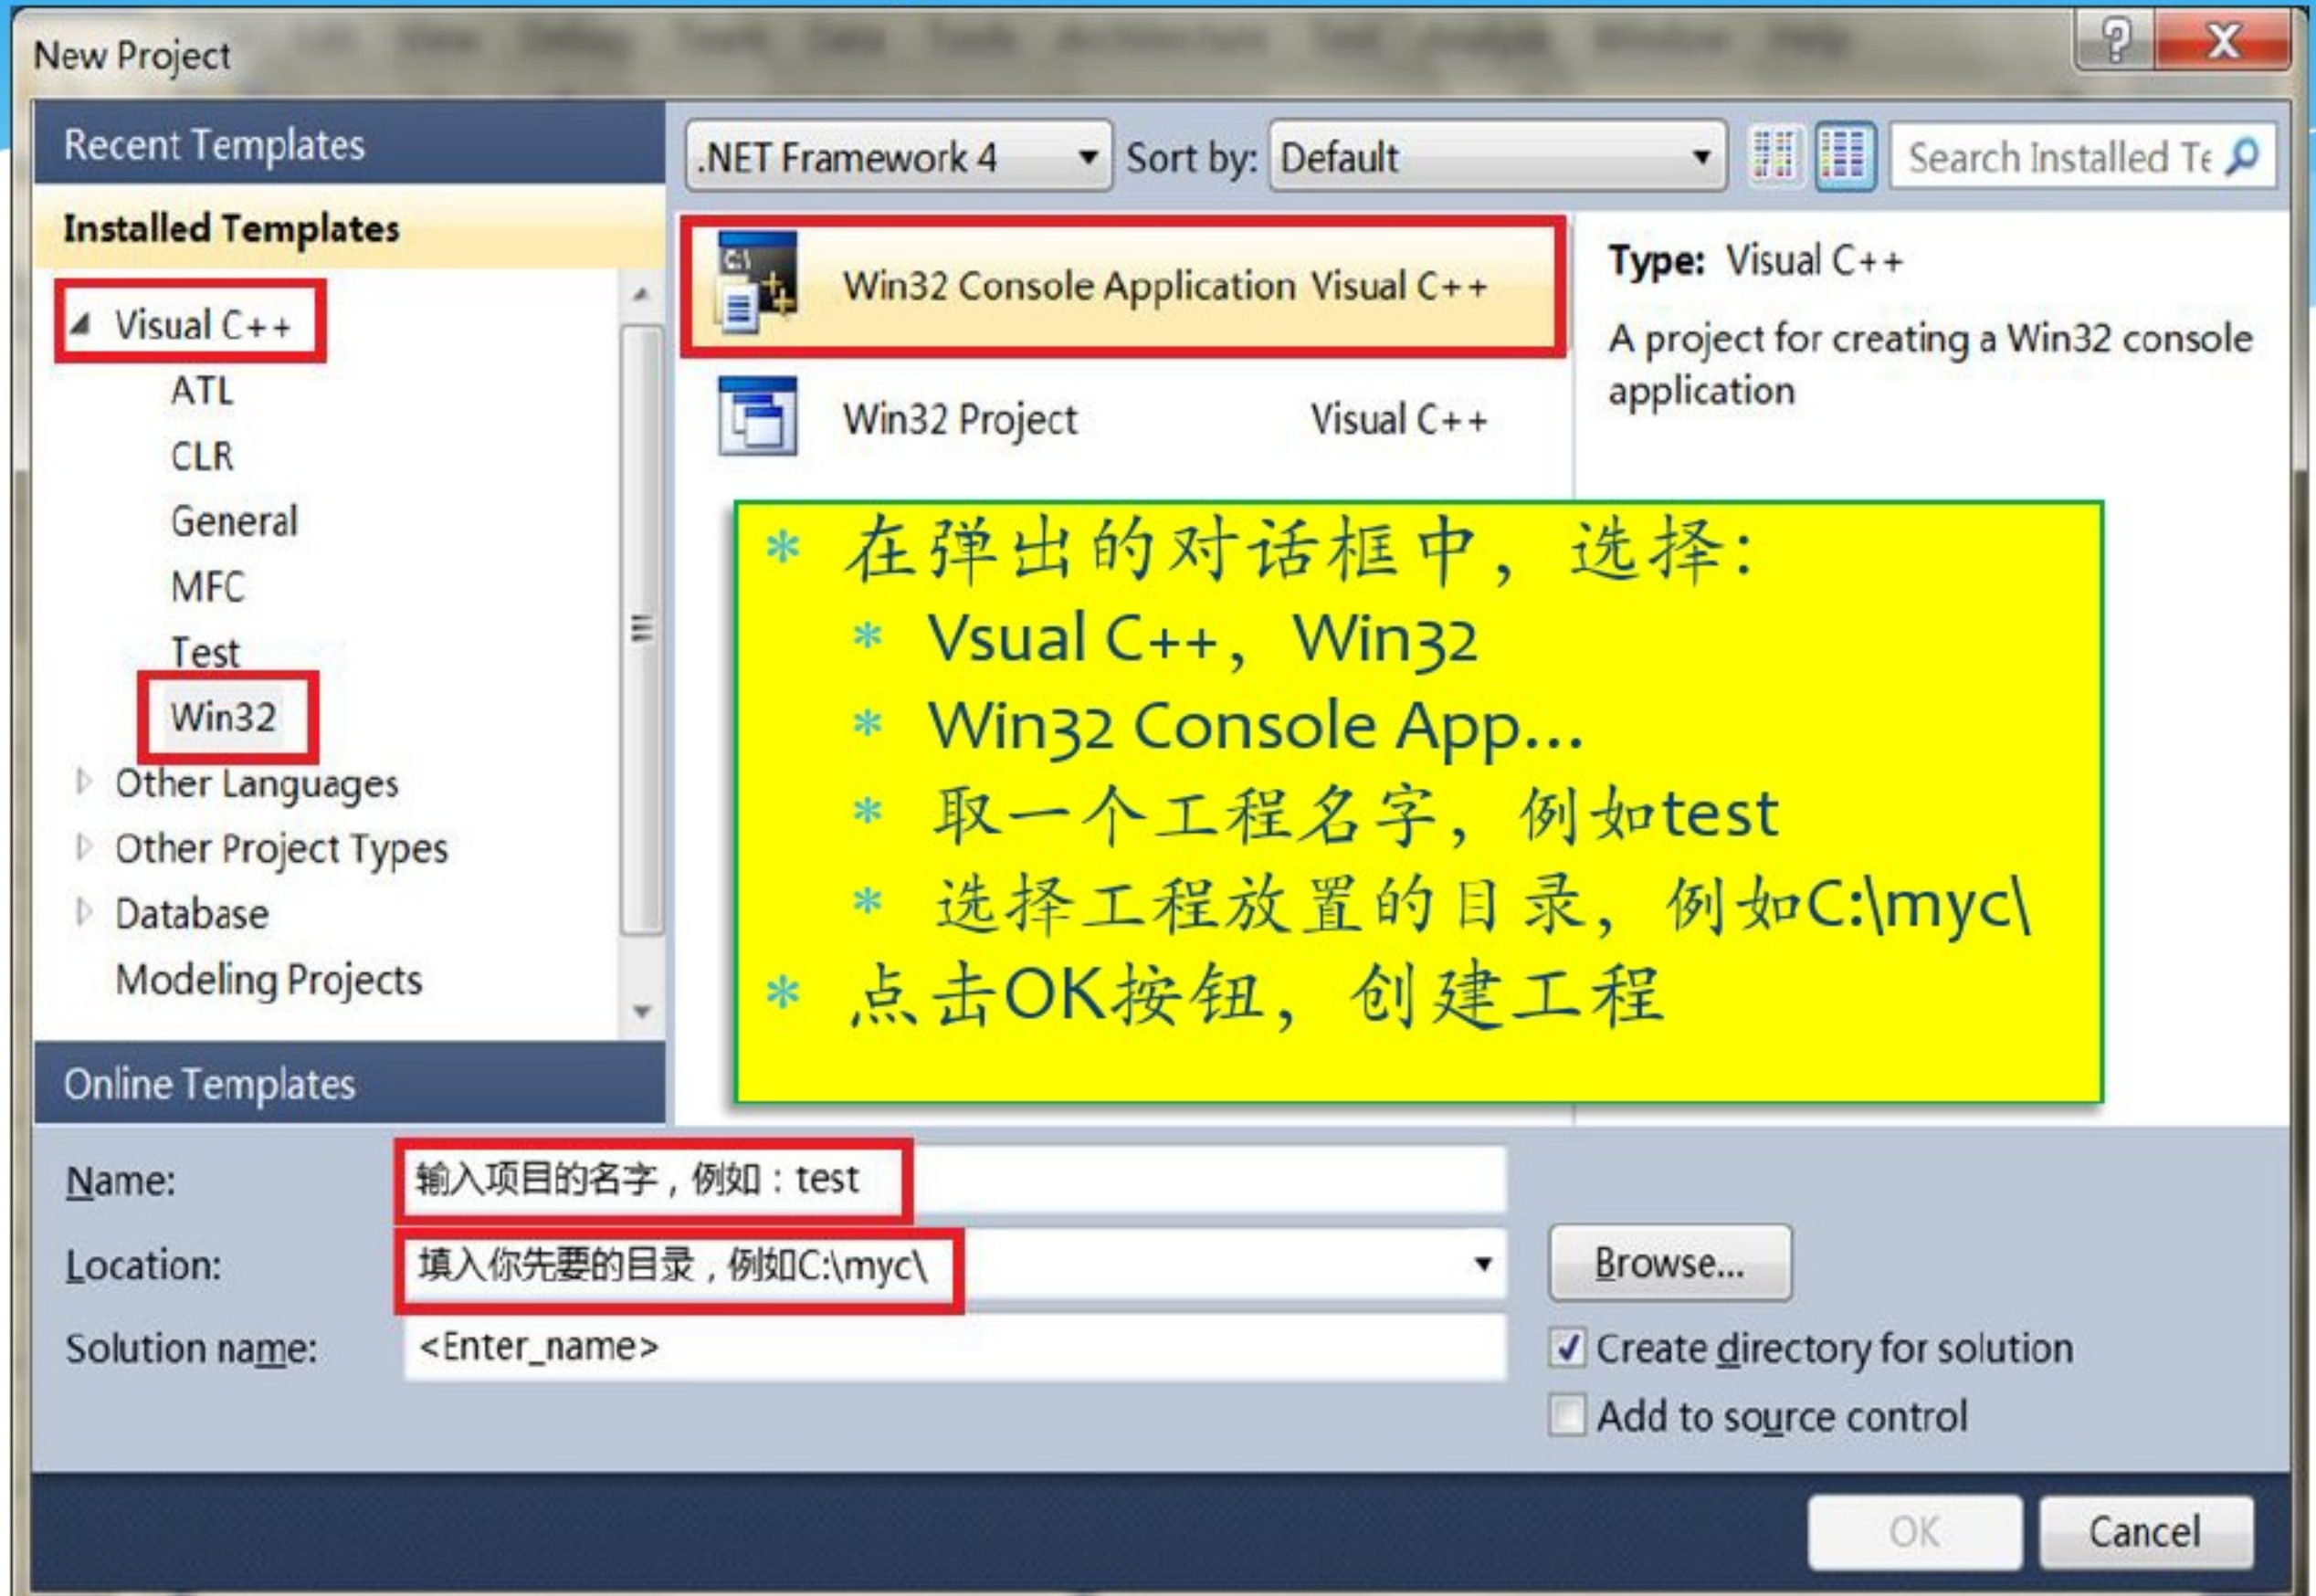 New Project
Recent Templates
.NET Framework 4
Sort by:
Default
Search Installed Te
Installed Templates
Visual C++
ATL
CLR
General
MFC
Test
Win32
Other Languages
Other Project Types
Database
Modeling Projects
Online Templates
Win32 Console Application Visual C++
Win32 Project Visual C++
Type: Visual C++
A project for creating a Win32 console
application
* 在弹出的对话框中，选择：
* Vsual C++，Win32
* Win32 Console App...
* 取一个工程名字，例如test
* 选择工程放置的目录，例如C:\myc\
* 点击OK按钮，创建工程
Name: 输入项目的名字，例如：test
Location: 填入你先要的目录，例如C:\myc\
Browse...
Solution name: <Enter_name>
Create directory for solution
Add to source control
OK Cancel